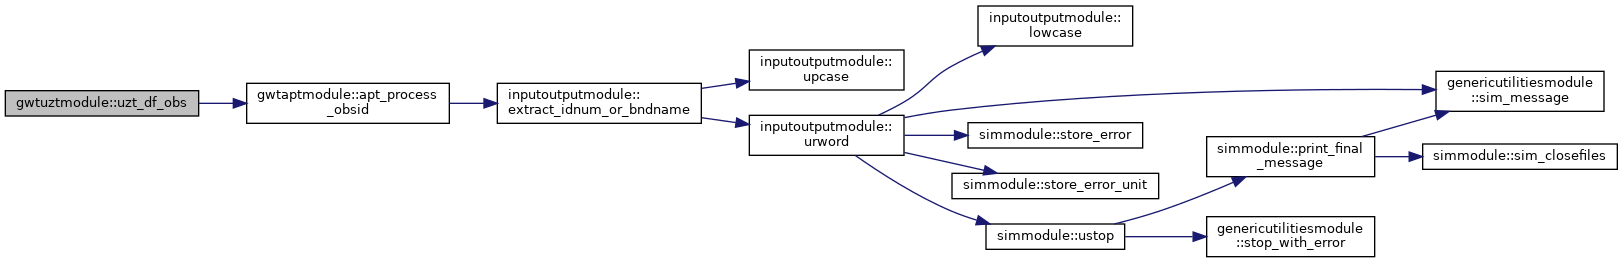 gwtuztmodule::uzt_df_obs
gwtaptmodule::apt_process
_obsid
inputoutputmodule::
extract_idnum_or_bndname
inputoutputmodule::
upcase
inputoutputmodule::
urword
inputoutputmodule::
lowcase
genericutilitiesmodule
::sim_message
simmodule::store_error
simmodule::store_error_unit
simmodule::ustop
simmodule::print_final
_message
simmodule::sim_closefiles
genericutilitiesmodule
::stop_with_error